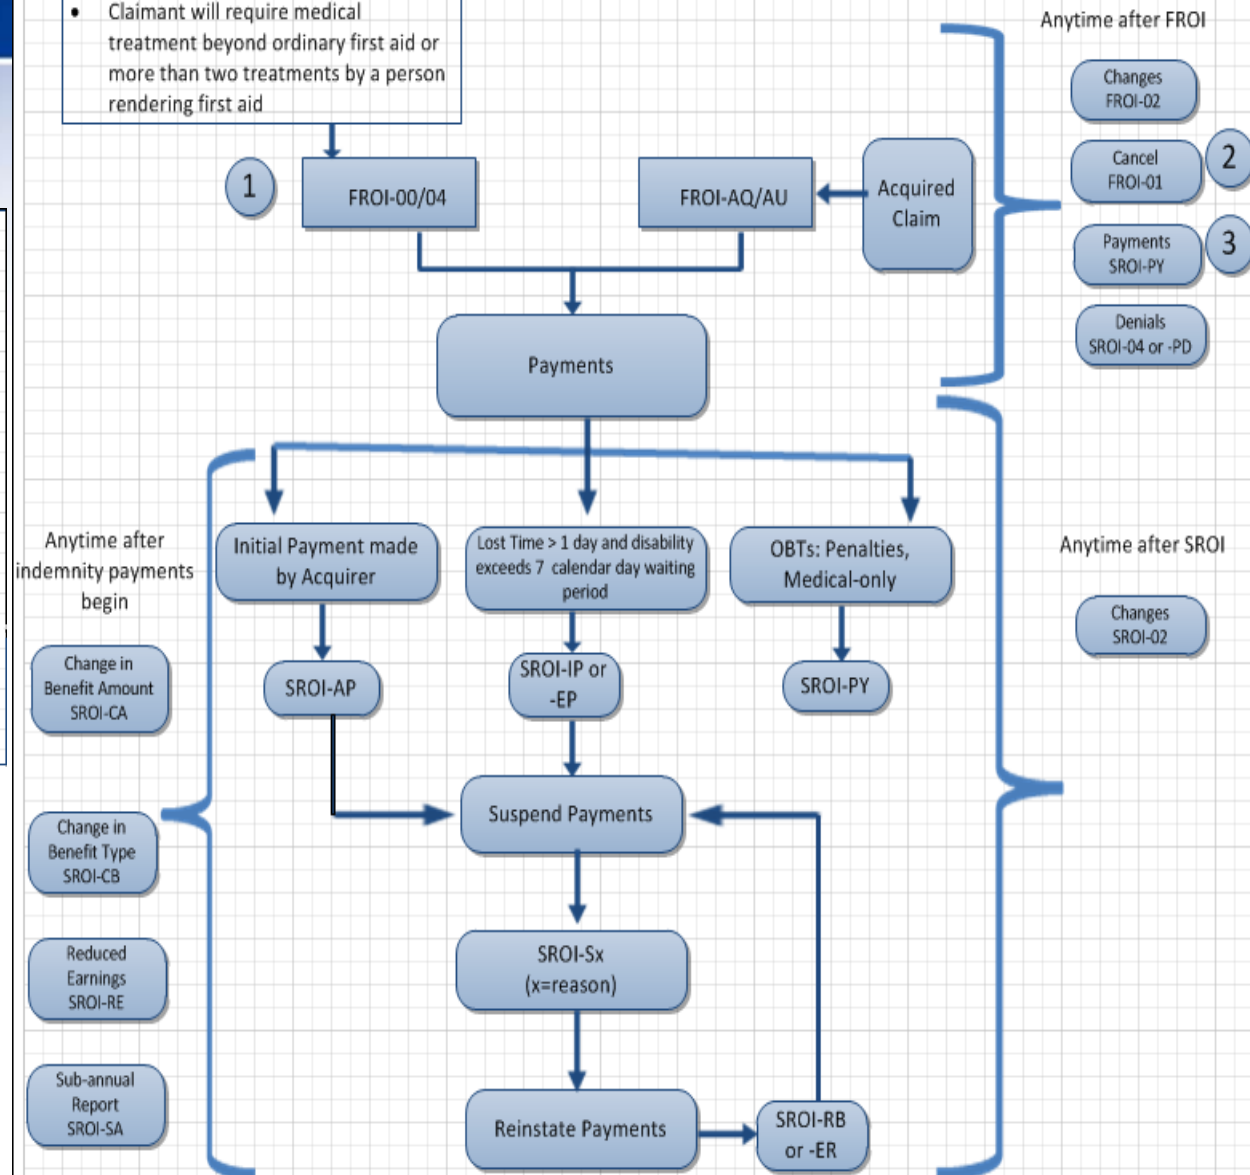 • Claimant will require medical
treatment beyond ordinary first aid or
more than two treatments by a person
rendering first aid
Anytime after FROI
Changes
FROI-02
1
FROI-00/04
FROI-AQ/AU
Acquired
Claim
Cancel
FROI-01
2
Payments
SROI-PY
3
Denials
SROI-04 or -PD
Payments
Anytime after
indemnity payments
begin
Initial Payment made
by Acquirer
Lost Time > 1 day and disability
exceeds 7 calendar day waiting
period
OBTs: Penalties,
Medical-only
Anytime after SROI
Changes
SROI-02
Change in
Benefit Amount
SROI-CA
SROI-AP
SROI-IP or
-EP
SROI-PY
Suspend Payments
Change in
Benefit Type
SROI-CB
SROI-Sx
(x=reason)
Reduced
Earnings
SROI-RE
Sub-annual
Report
SROI-SA
Reinstate Payments
SROI-RB
or -ER